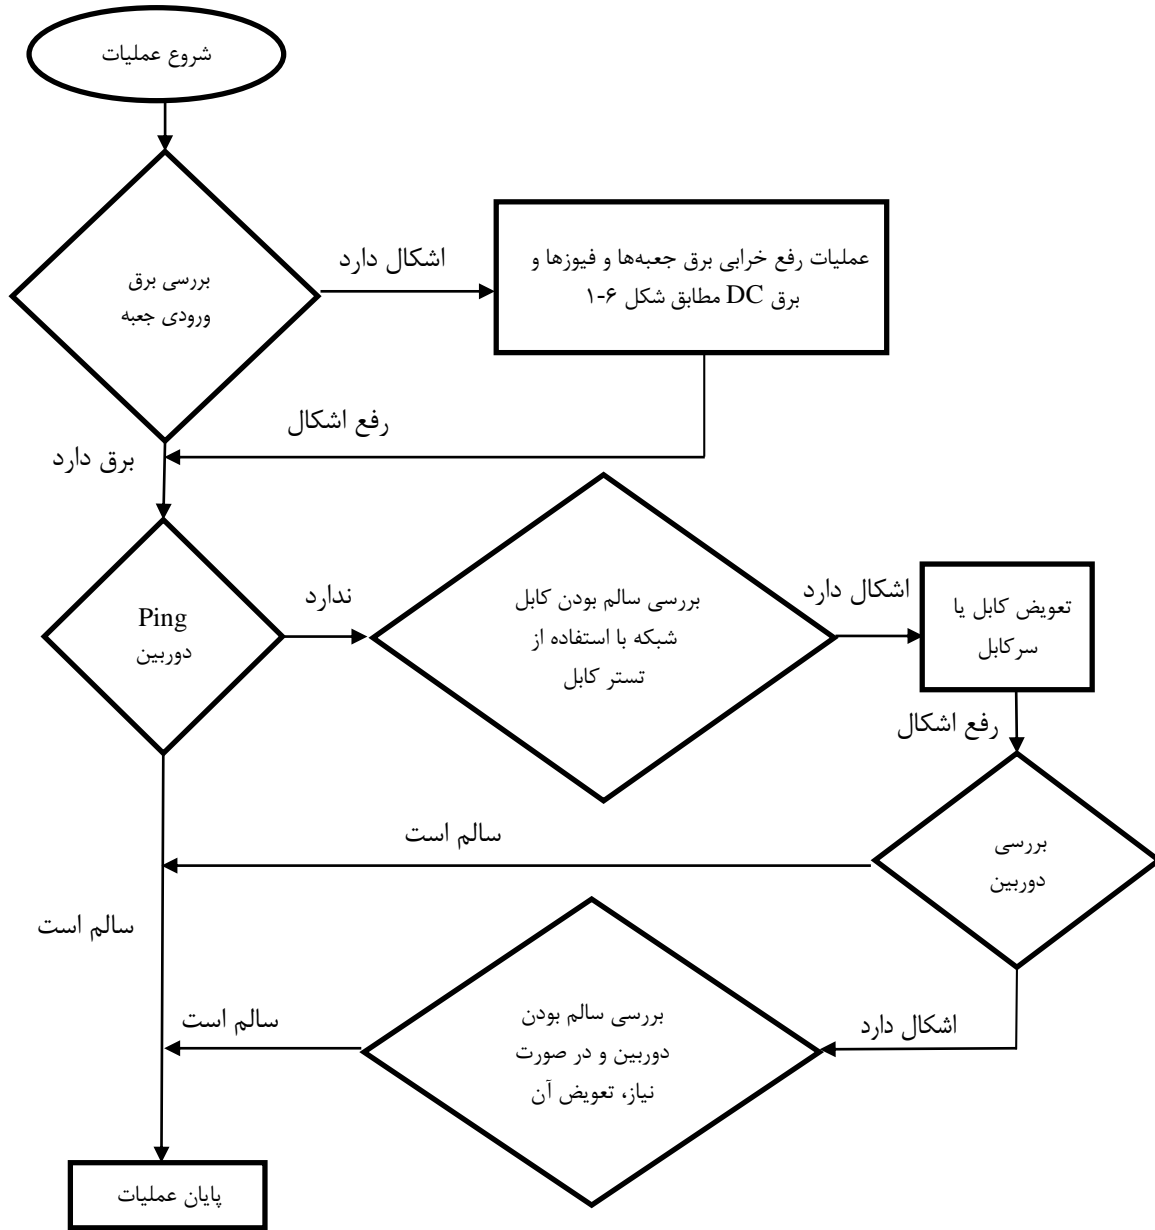 شروع عملیات
بررسی برق
ورودی جعبه
اشکال دارد
عملیات رفع خرابی برق جعبه‌ها و فیوزها و
برق DC مطابق شکل ۶-۱
رفع اشکال
برق دارد
Ping
دوربین
ندارد
بررسی سالم بودن کابل
شبکه با استفاده از
تستر کابل
اشکال دارد
تعویض کابل یا
سرکابل
رفع اشکال
بررسی
دوربین
سالم است
سالم است
اشکال دارد
بررسی سالم بودن
دوربین و در صورت
نیاز، تعویض آن
سالم است
پایان عملیات